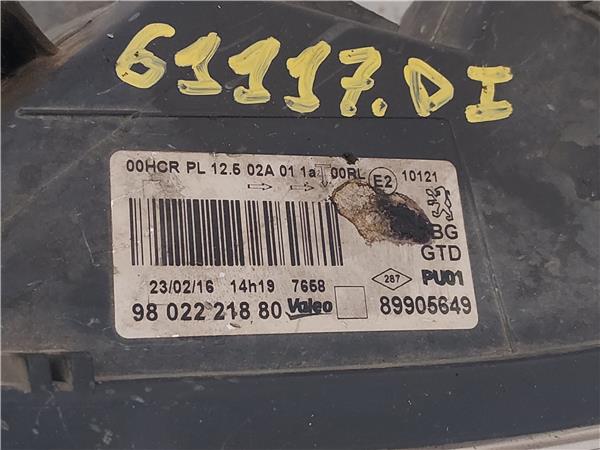 61117.DI
00HCR PL 12.5 02A 01 1a 00RL E2 10121
BG
GTD
23/02/16 14h19 7658 287 PU01
98 022 218 80 Valeo 89905649